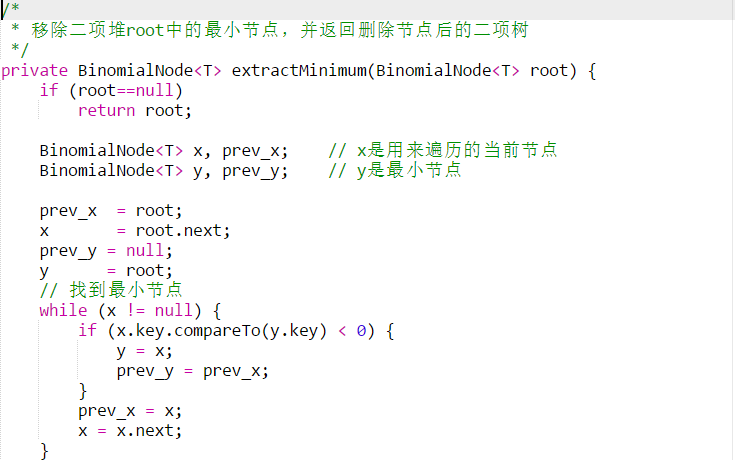 /*
 * 移除二项堆root中的最小节点，并返回删除节点后的二项树
 */
private BinomialNode<T> extractMinimum(BinomialNode<T> root) {
    if (root==null)
        return root;

    BinomialNode<T> x, prev_x;    // x是用来遍历的当前节点
    BinomialNode<T> y, prev_y;    // y是最小节点

    prev_x  = root;
    x       = root.next;
    prev_y = null;
    y      = root;
    // 找到最小节点
    while (x != null) {
        if (x.key.compareTo(y.key) < 0) {
            y = x;
            prev_y = prev_x;
        }
        prev_x = x;
        x = x.next;
    }